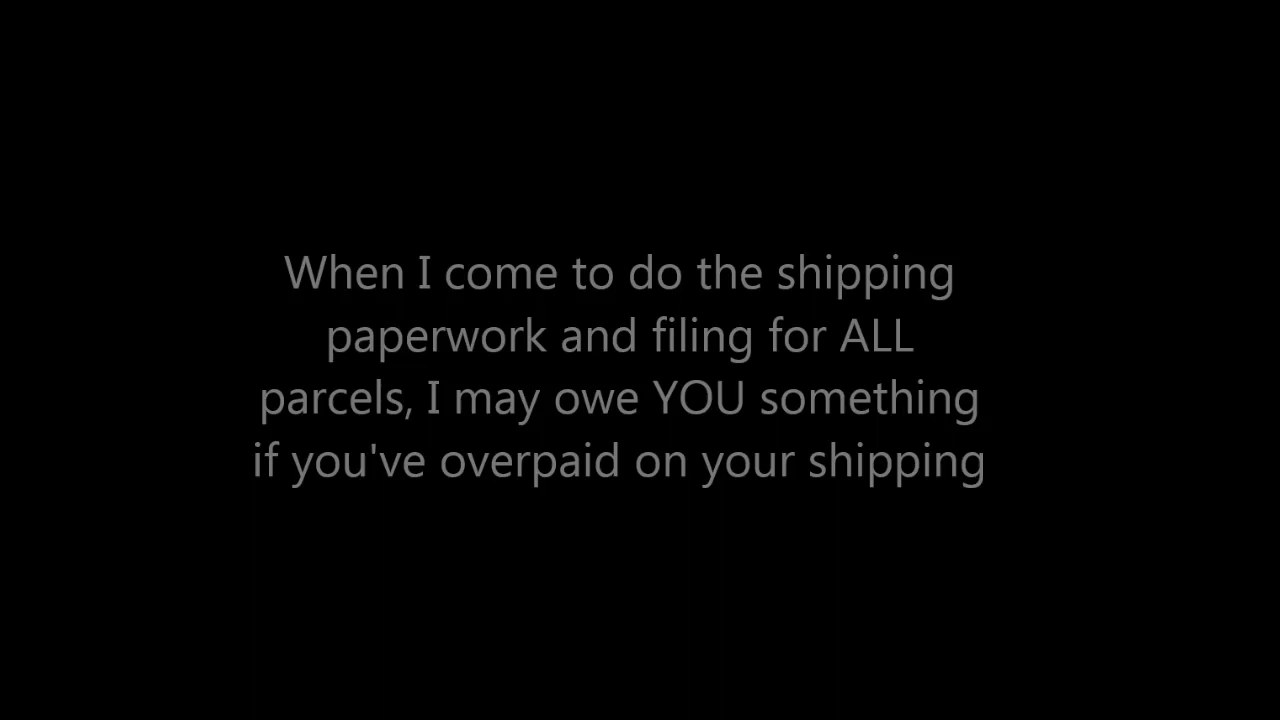 When I come to do the shipping
paperwork and filing for ALL
parcels, I may owe YOU something
if you've overpaid on your shipping